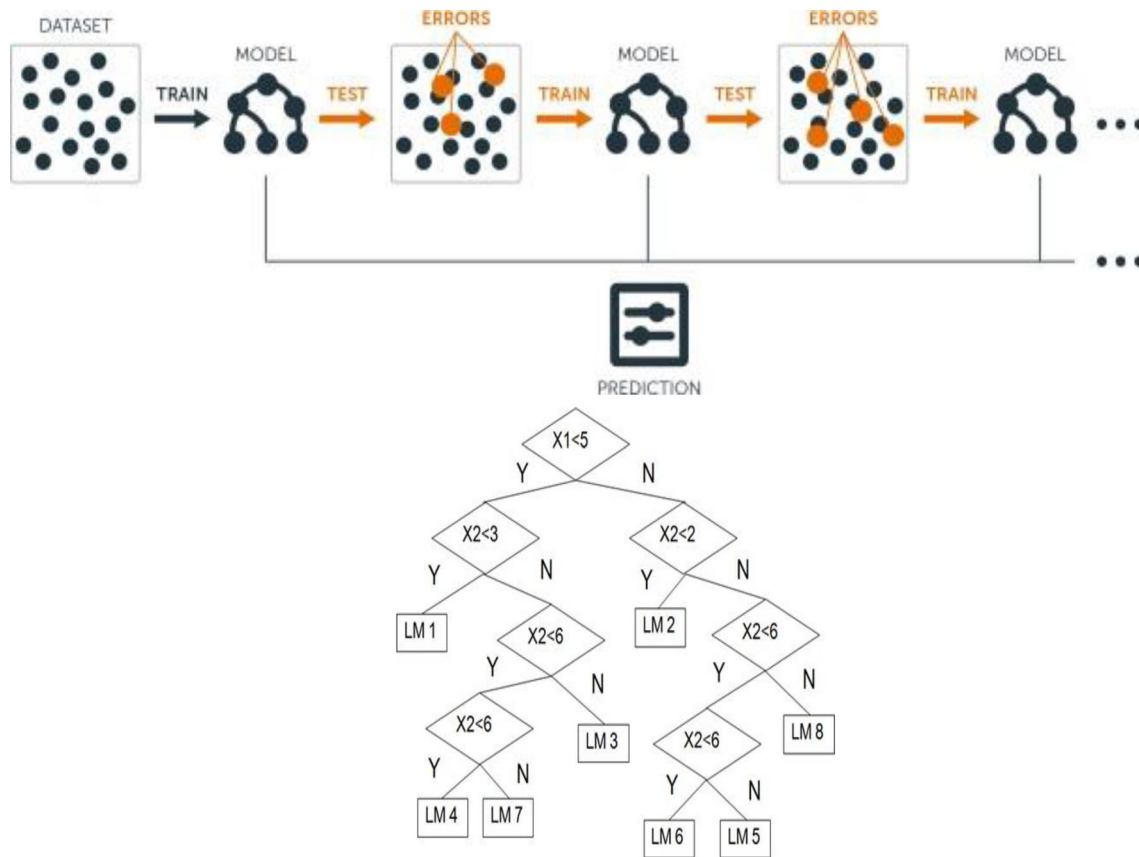 DATASET
ERRORS
ERRORS
MODEL
MODEL
MODEL
TRAIN
TEST
TRAIN
TEST
TRAIN
PREDICTION
X1<5
Y
N
X2<3
X2<2
Y
N
Y
N
LM 1
X2<6
LM 2
X2<6
Y
N
Y
N
X2<6
LM 3
X2<6
LM 8
Y
N
Y
N
LM 4
LM 7
LM 6
LM 5